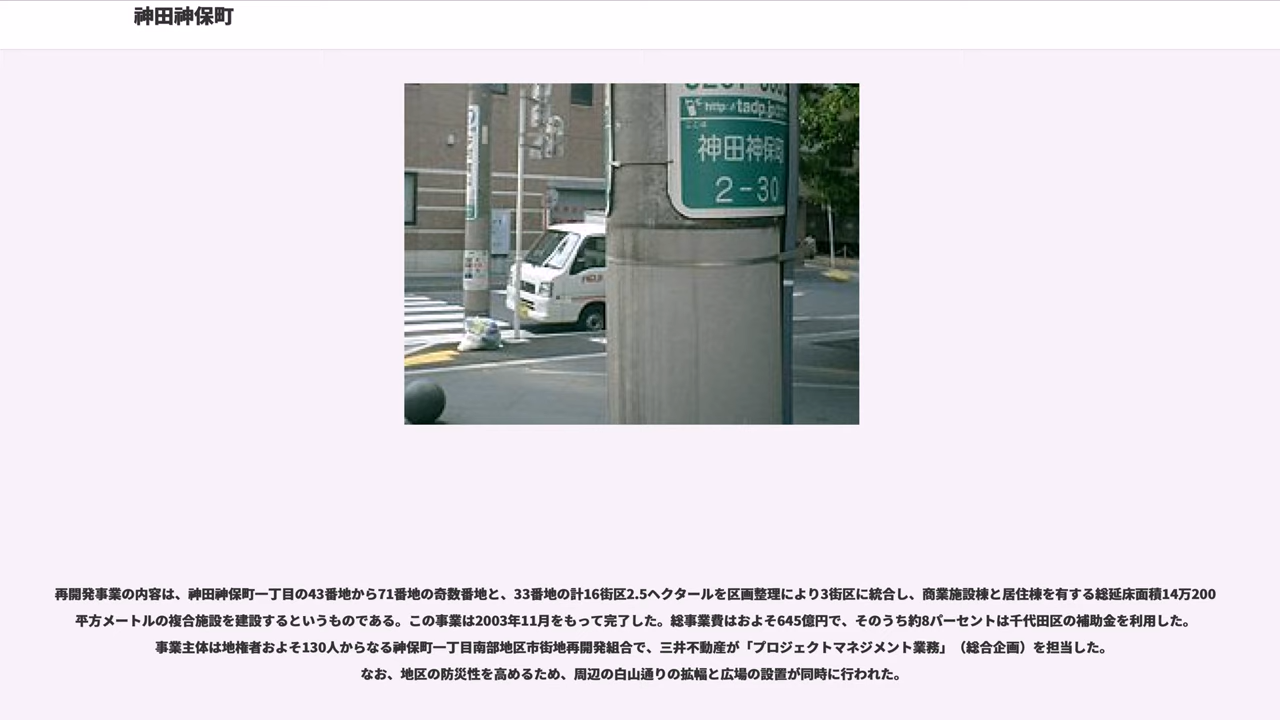 神田神保町
http://tadp.jp
ここは
神田神保町
2-30
再開発事業の内容は、神田神保町一丁目の43番地から71番地の奇数番地と、33番地の計16街区2.5ヘクタールを区画整理により3街区に統合し、商業施設棟と居住棟を有する総延床面積14万200
平方メートルの複合施設を建設するというものである。この事業は2003年11月をもって完了した。総事業費はおよそ645億円で、そのうち約8パーセントは千代田区の補助金を利用した。
事業主体は地権者およそ130人からなる神保町一丁目南部地区市街地再開発組合で、三井不動産が「プロジェクトマネジメント業務」（総合企画）を担当した。
なお、地区の防災性を高めるため、周辺の白山通りの拡幅と広場の設置が同時に行われた。